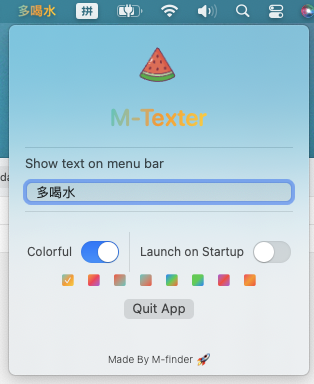 多喝水
拼
M-Texter
Show text on menu bar
da
多喝水
Colorful
Launch on Startup
Quit App
Made By M-finder 🚀